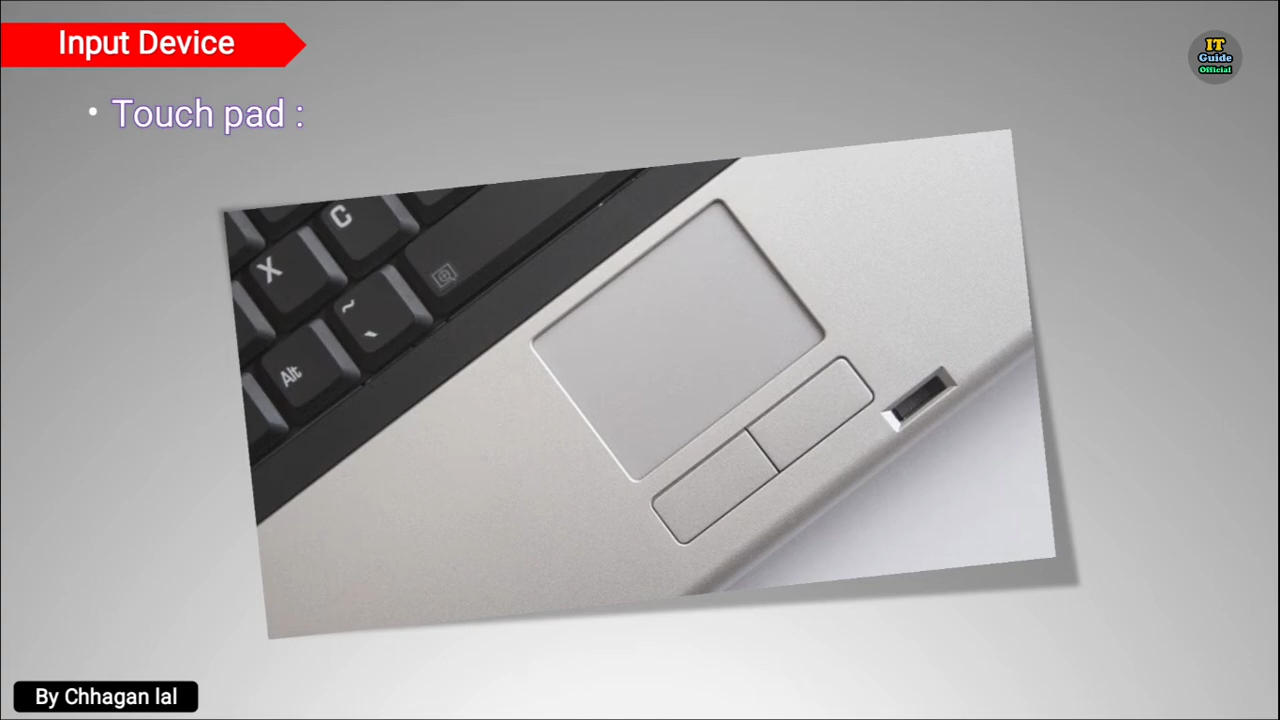 Input Device
IT
Guide
Official
• Touch pad :
C
X
~
Alt
By Chhagan lal